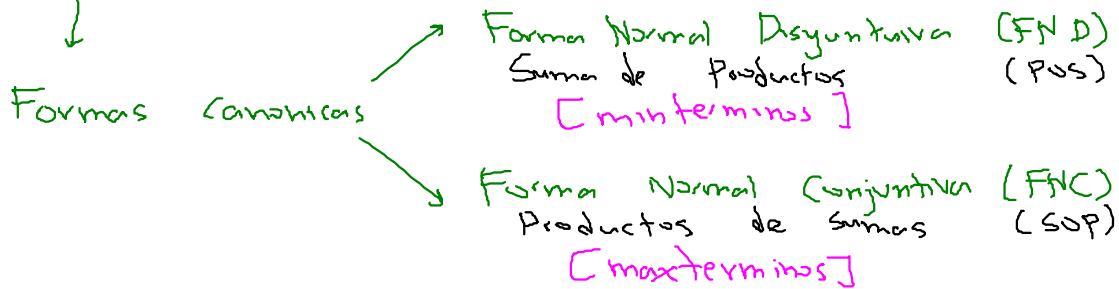 Forma Normal Disyuntuiva (FND)
Suma de Productos (POS)
[minterminos]
Formas Canonicas
Forma Normal Conjuntiva (FNC)
Productos de sumas (SOP)
[maxterminos]